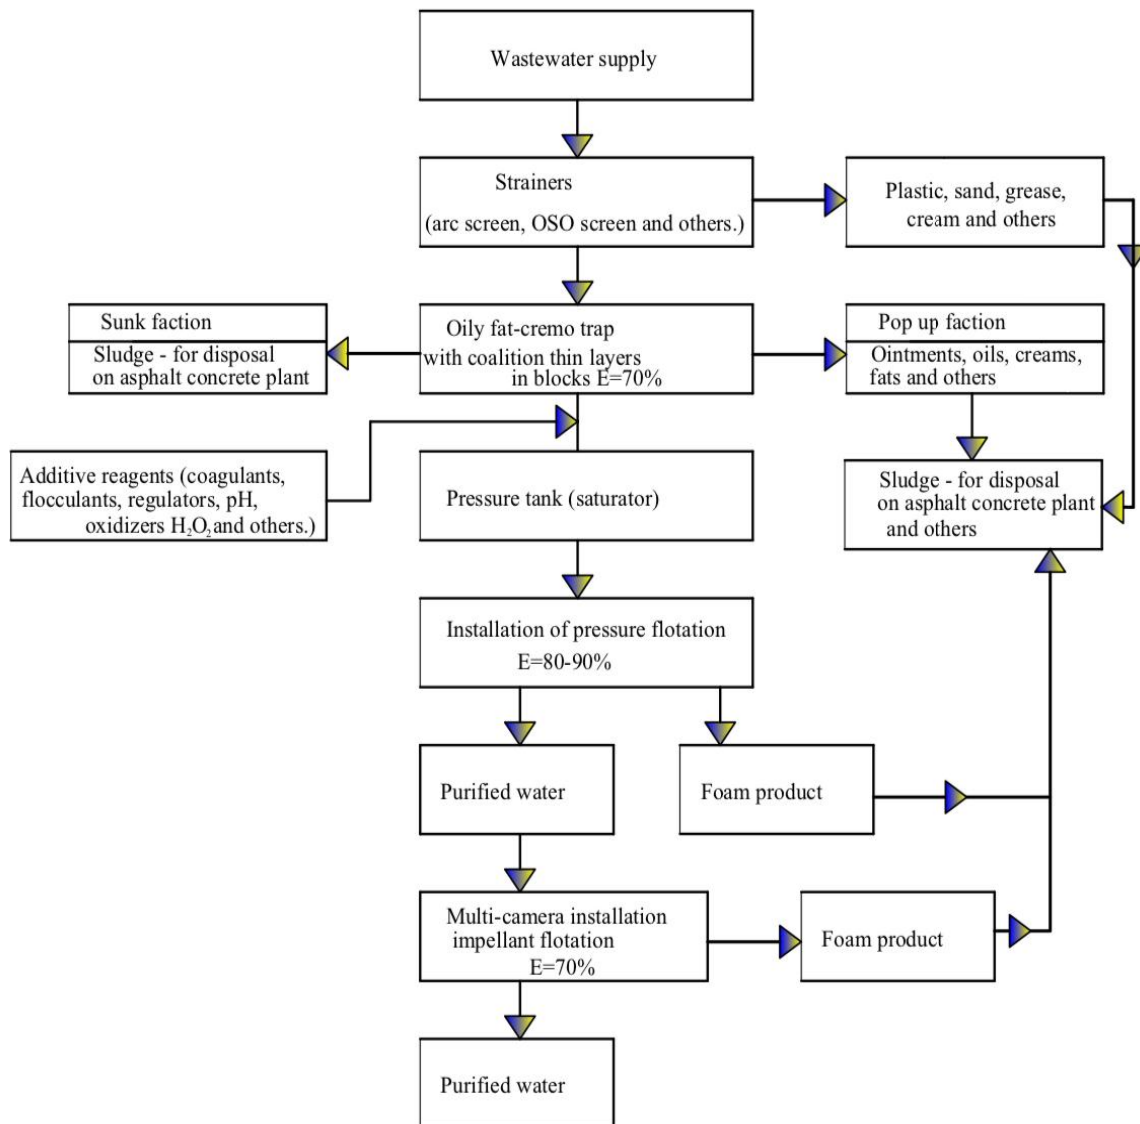 Wastewater supply
Strainers
(arc screen, OSO screen and others.)
Plastic, sand, grease,
cream and others
Sunk faction
Sludge - for disposal
on asphalt concrete plant
Oily fat-cremo trap
with coalition thin layers
in blocks E=70%
Pop up faction
Ointments, oils, creams,
fats and others
Additive reagents (coagulants,
flocculants, regulators, pH,
oxidizers H₂O₂ and others.)
Pressure tank (saturator)
Sludge - for disposal
on asphalt concrete plant
and others
Installation of pressure flotation
E=80-90%
Purified water
Foam product
Multi-camera installation
impellant flotation
E=70%
Foam product
Purified water